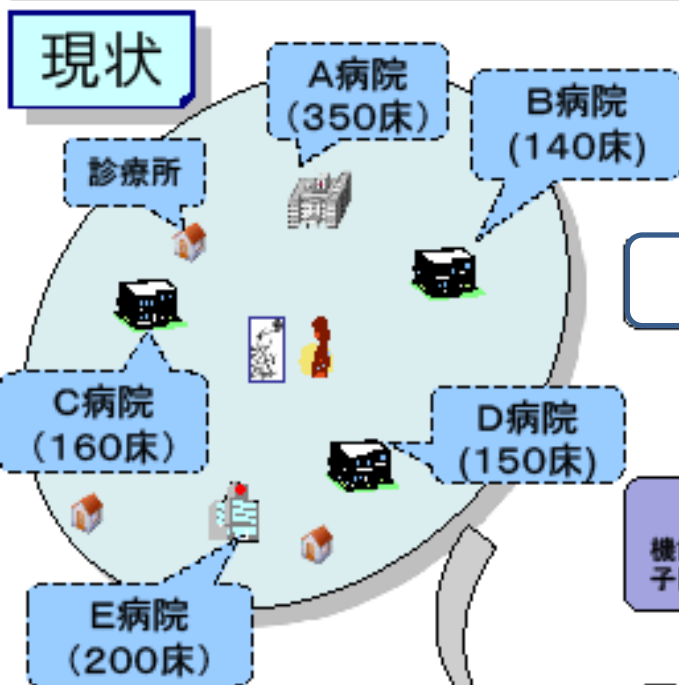 現状
A病院
（350床）
B病院
(140床)
診療所
C病院
（160床）
D病院
(150床)
E病院
（200床）